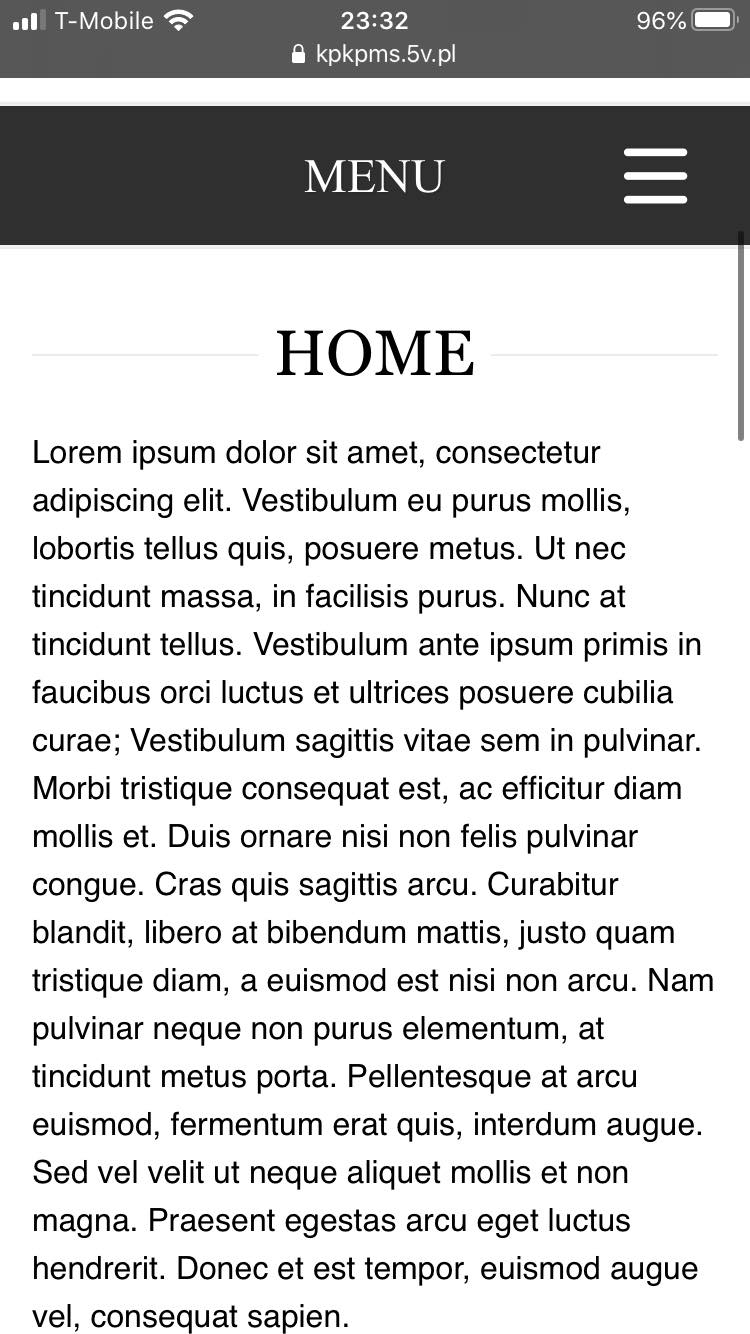 T-Mobile 23:32 96%
kpkpms.5v.pl
MENU
HOME
Lorem ipsum dolor sit amet, consectetur
adipiscing elit. Vestibulum eu purus mollis,
lobortis tellus quis, posuere metus. Ut nec
tincidunt massa, in facilisis purus. Nunc at
tincidunt tellus. Vestibulum ante ipsum primis in
faucibus orci luctus et ultrices posuere cubilia
curae; Vestibulum sagittis vitae sem in pulvinar.
Morbi tristique consequat est, ac efficitur diam
mollis et. Duis ornare nisi non felis pulvinar
congue. Cras quis sagittis arcu. Curabitur
blandit, libero at bibendum mattis, justo quam
tristique diam, a euismod est nisi non arcu. Nam
pulvinar neque non purus elementum, at
tincidunt metus porta. Pellentesque at arcu
euismod, fermentum erat quis, interdum augue.
Sed vel velit ut neque aliquet mollis et non
magna. Praesent egestas arcu eget luctus
hendrerit. Donec et est tempor, euismod augue
vel, consequat sapien.